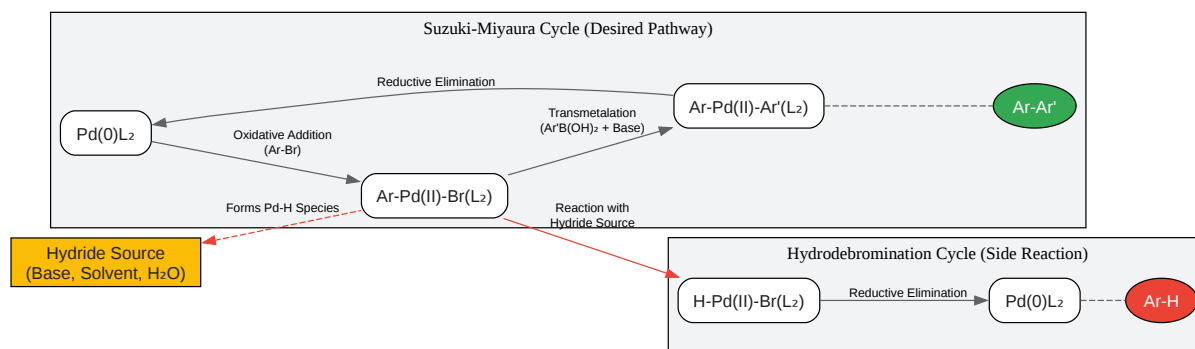 Suzuki-Miyaura Cycle (Desired Pathway)
Reductive Elimination
Pd(0)L₂
Oxidative Addition
(Ar-Br)
Ar-Pd(II)-Br(L₂)
Transmetalation
(Ar'B(OH)₂ + Base)
Ar-Pd(II)-Ar'(L₂)
Ar-Ar'
Forms Pd-H Species
Hydride Source
(Base, Solvent, H₂O)
Reaction with
Hydride Source
Hydrodebromination Cycle (Side Reaction)
H-Pd(II)-Br(L₂)
Reductive Elimination
Pd(0)L₂
Ar-H